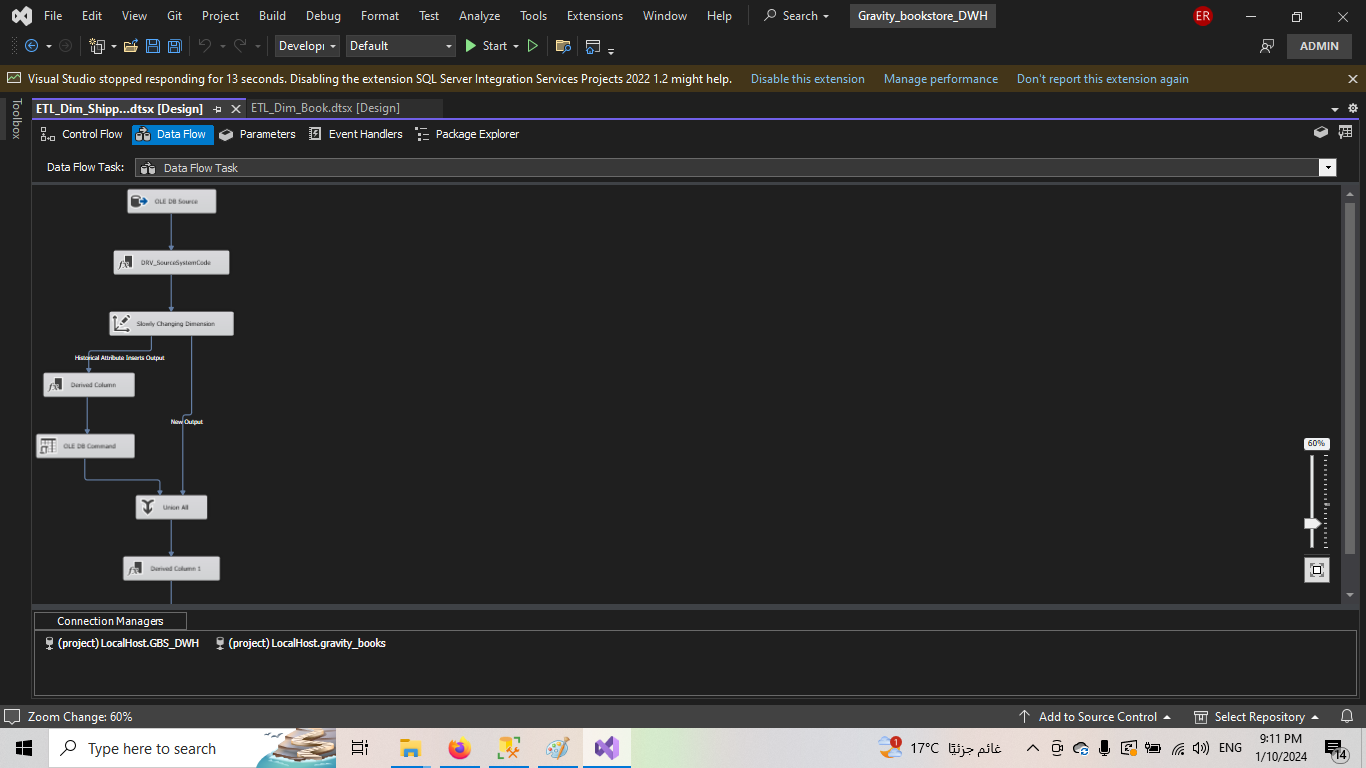 File Edit View Git Project Build Debug Format Test Analyze Tools Extensions Window Help Search Gravity_bookstore_DWH ER
Develop Default Start ADMIN
Visual Studio stopped responding for 13 seconds. Disabling the extension SQL Server Integration Services Projects 2022 1.2 might help. Disable this extension Manage performance Don't report this extension again
Toolbox
ETL_Dim_Shipp...dtsx [Design] ETL_Dim_Book.dtsx [Design]
Control Flow Data Flow Parameters Event Handlers Package Explorer
Data Flow Task: Data Flow Task
OLE DB Source
DRV_SourceSystemCode
Slowly Changing Dimension
Historical Attribute Inserts Output
Derived Column
New Output
OLE DB Command
60%
Union All
Derived Column 1
Connection Managers
(project) LocalHost.GBS_DWH (project) LocalHost.gravity_books
Zoom Change: 60% Add to Source Control Select Repository
Type here to search 1 17°C غائم جزئيًا ENG 9:11 PM
1/10/2024 14